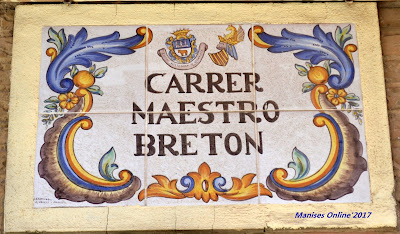 CARRER
MAESTRO
BRETON
Manises Online'2017